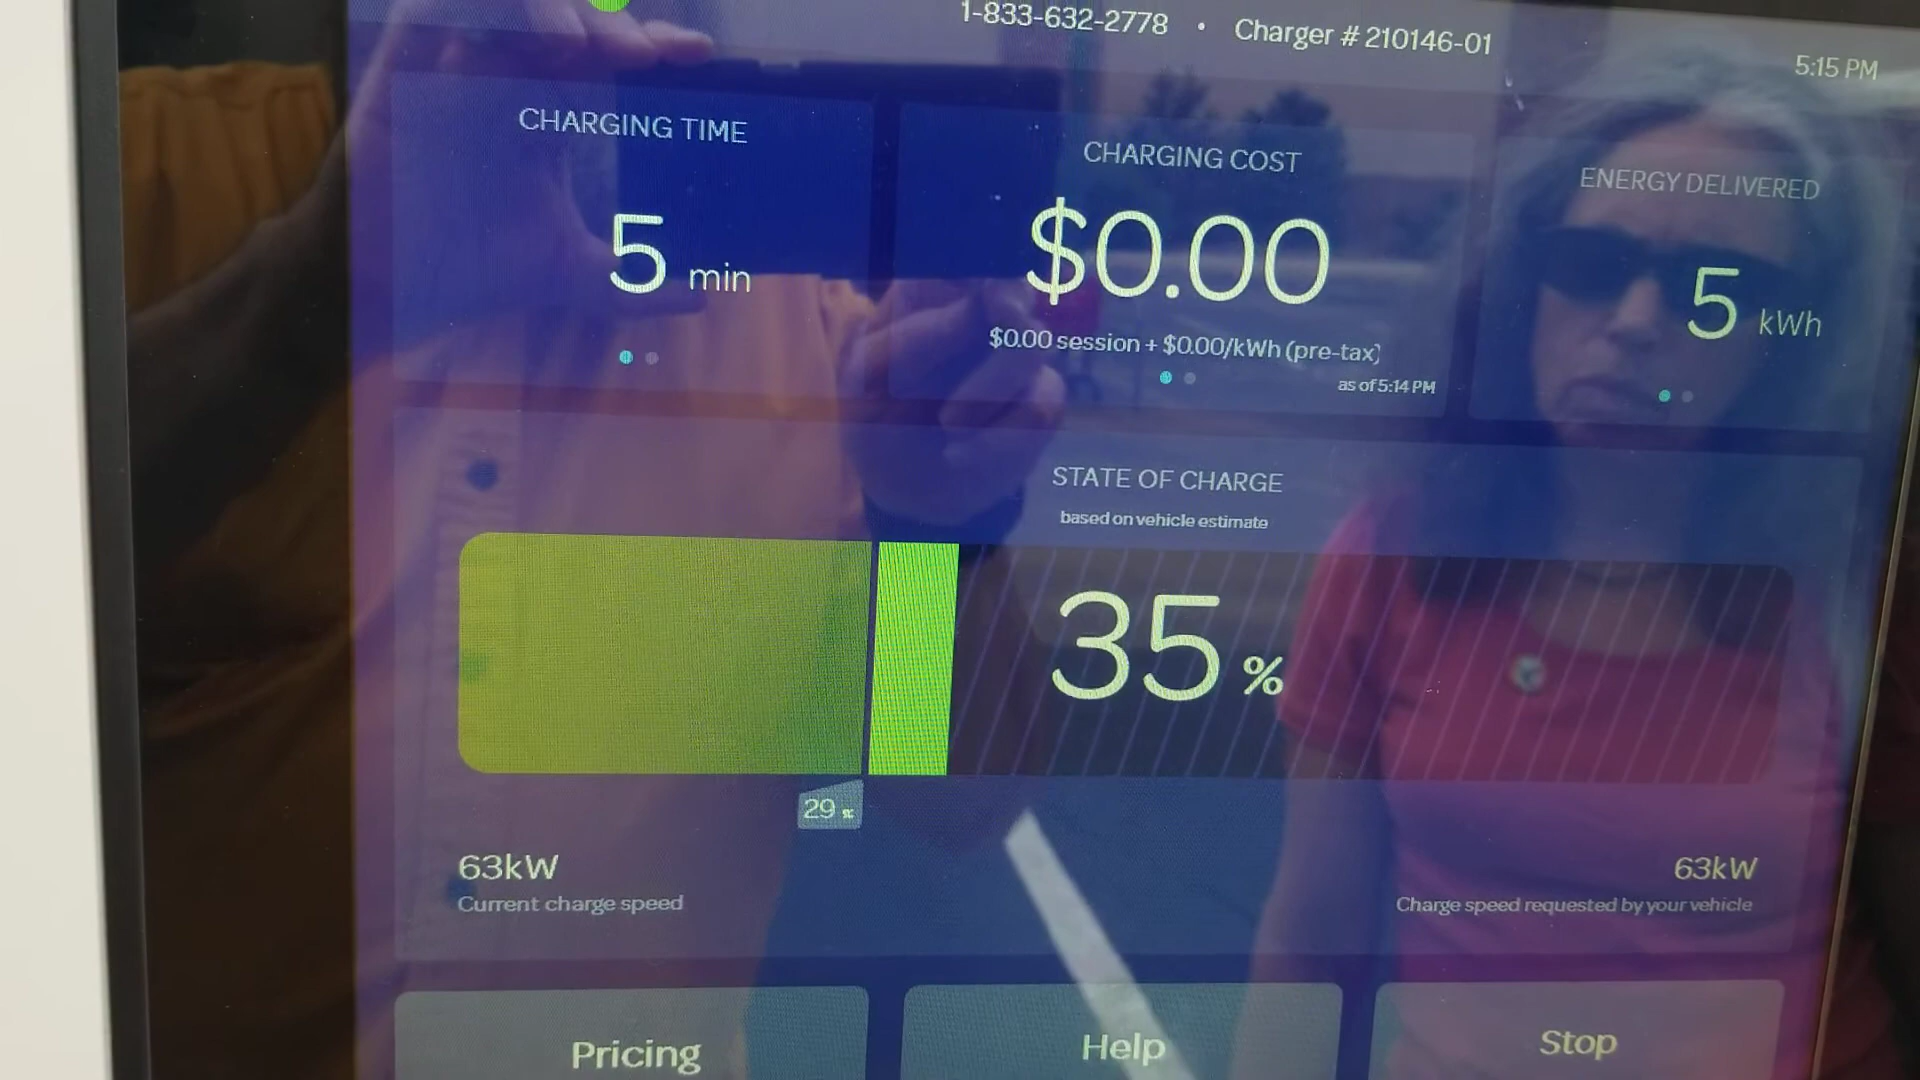 1-833-632-2778 • Charger # 210146-01
5:15 PM
CHARGING TIME
5 min
CHARGING COST
$0.00
$0.00 session + $0.00/kWh (pre-tax)
as of 5:14 PM
ENERGY DELIVERED
5 kWh
STATE OF CHARGE
based on vehicle estimate
35 %
29 %
63kW
Current charge speed
63kW
Charge speed requested by your vehicle
Pricing
Help
Stop